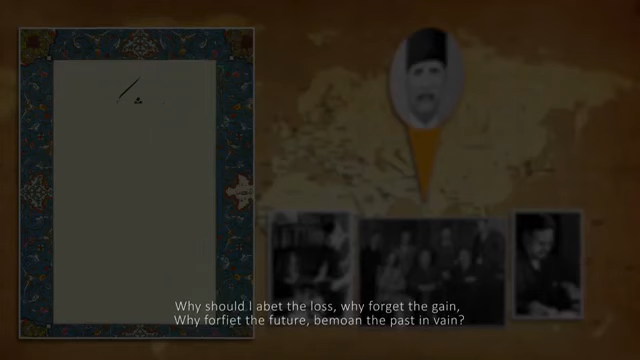 Why should I abet the loss, why forget the gain,
Why forfiet the future, bemoan the past in vain?